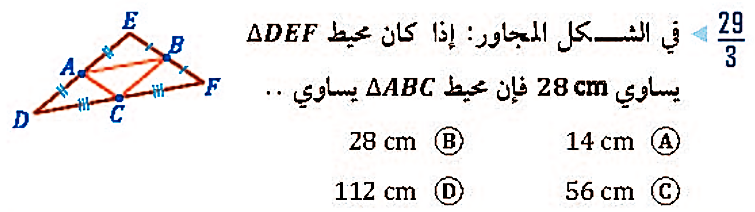 29/3 في الشكل المجاور: إذا كان محيط ΔDEF
يساوي 28 cm فإن محيط ΔABC يساوي ..
A 14 cm B 28 cm
C 56 cm D 112 cm
E
B
A
F
C
D